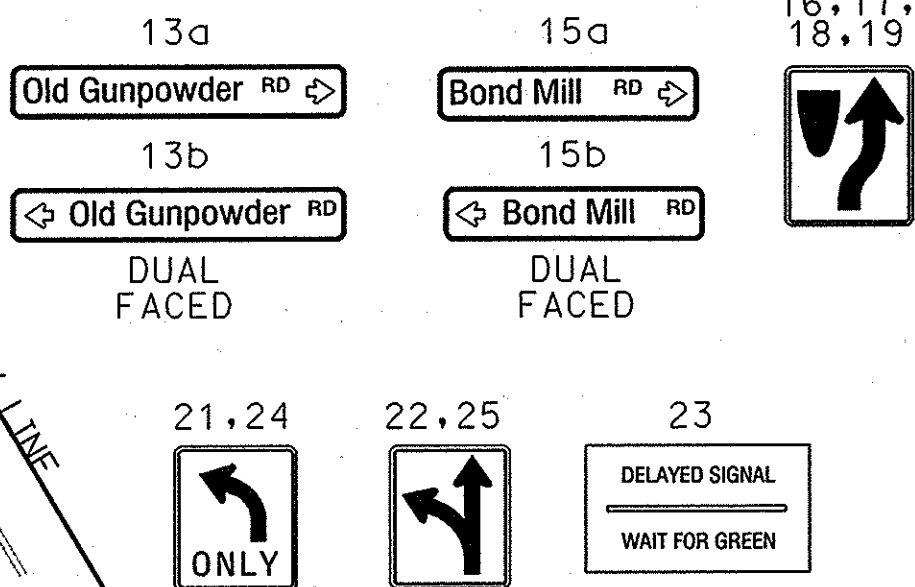 13a
Old Gunpowder RD
13b
Old Gunpowder RD
DUAL
FACED
15a
Bond Mill RD
15b
Bond Mill RD
DUAL
FACED
16,17,
18,19
LINE
21,24
ONLY
22,25
23
DELAYED SIGNAL
WAIT FOR GREEN